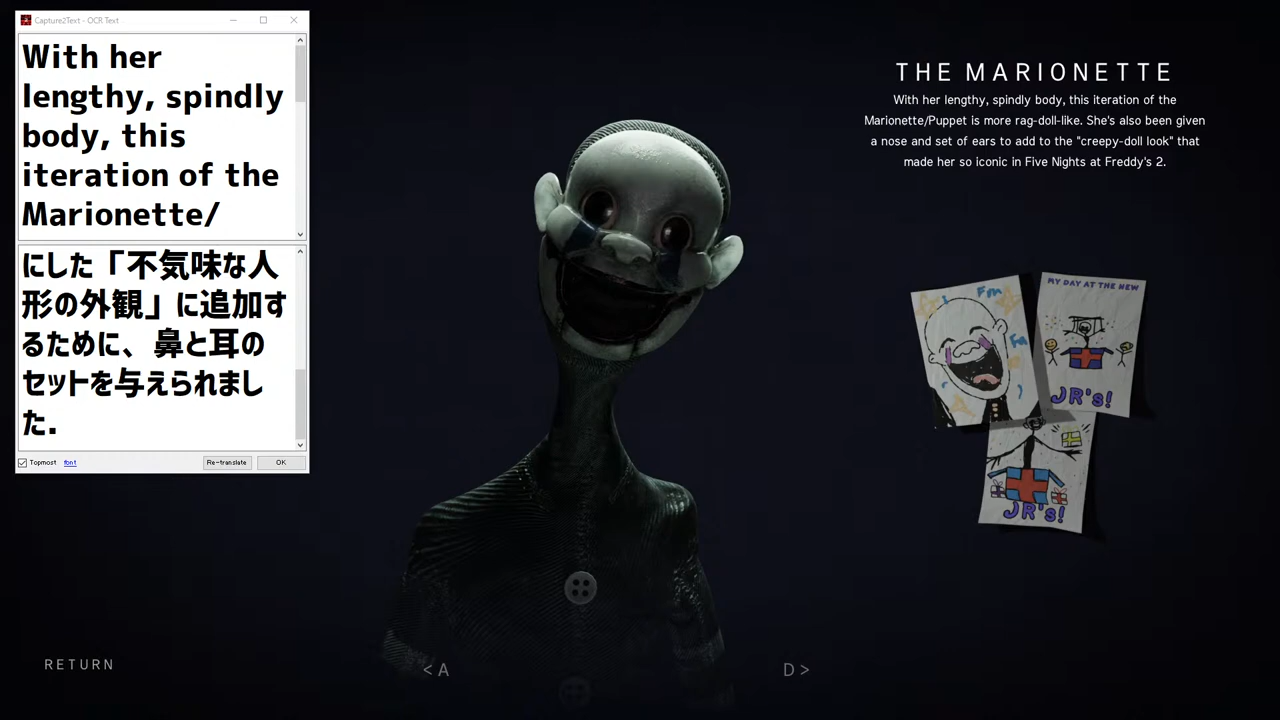 Capture2Text - OCR Text
With her
lengthy, spindly
body, this
iteration of the
Marionette/
にした「不気味な人
形の外観」に追加す
るために、鼻と耳の
セットを与えられまし
た.
Topmost
font
Re-translate
OK
THE MARIONETTE
With her lengthy, spindly body, this iteration of the
Marionette/Puppet is more rag-doll-like. She's also been given
a nose and set of ears to add to the "creepy-doll look" that
made her so iconic in Five Nights at Freddy's 2.
MY DAY AT THE NEW
JR's!
JR's!
RETURN
< A
D >